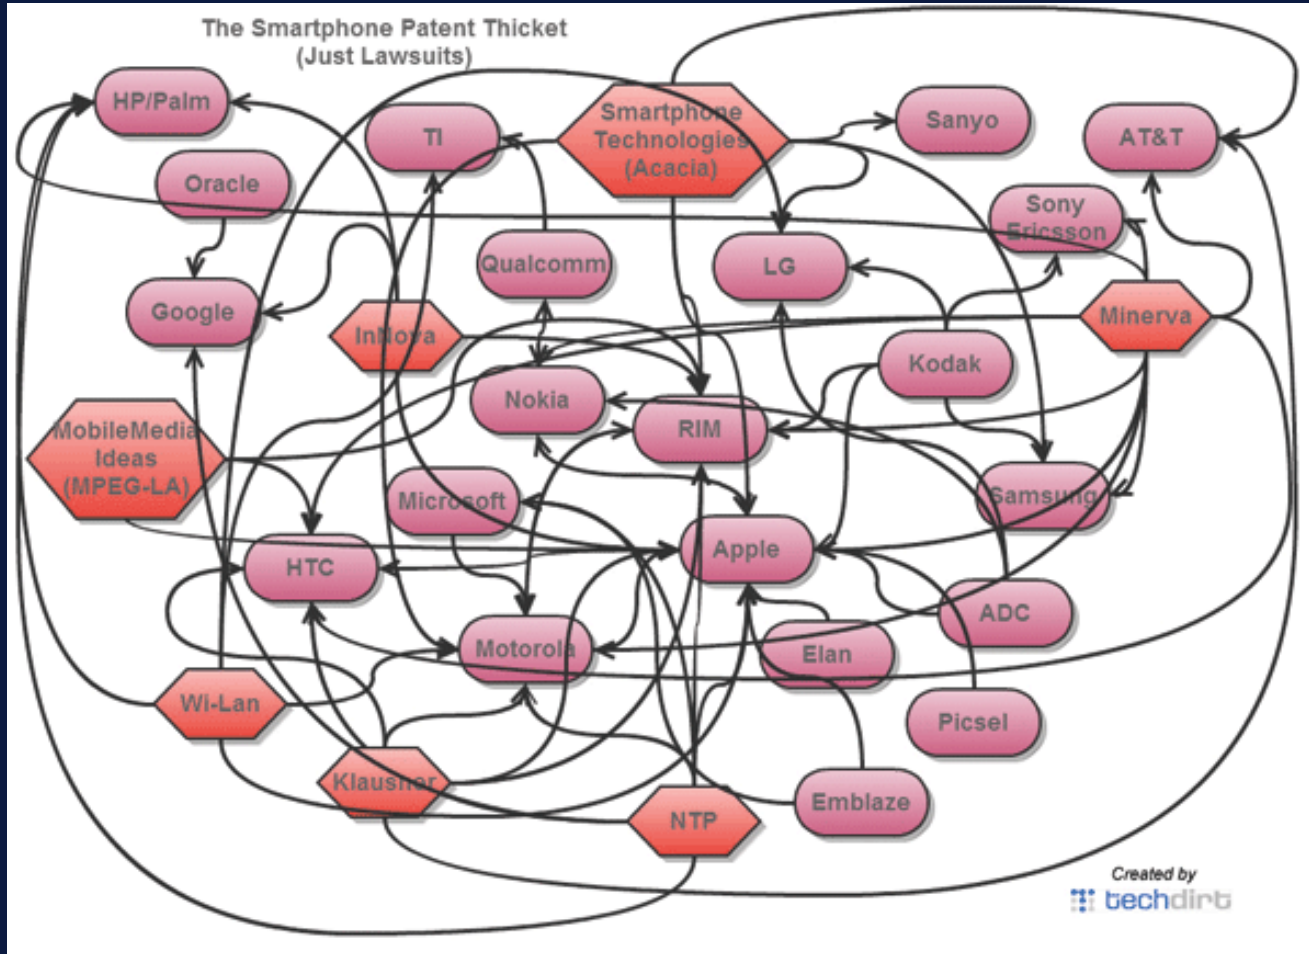 The Smartphone Patent Thicket
(Just Lawsuits)
HP/Palm
TI
Smartphone
Technologies
(Acacia)
Sanyo
AT&T
Oracle
Sony
Ericsson
Qualcomm
LG
Google
InNova
Minerva
Kodak
Nokia
RIM
MobileMedia
Ideas
(MPEG-LA)
Microsoft
Samsung
Apple
HTC
ADC
Motorola
Elan
Wi-Lan
Picsel
Klausner
Emblaze
NTP
Created by
techdirt